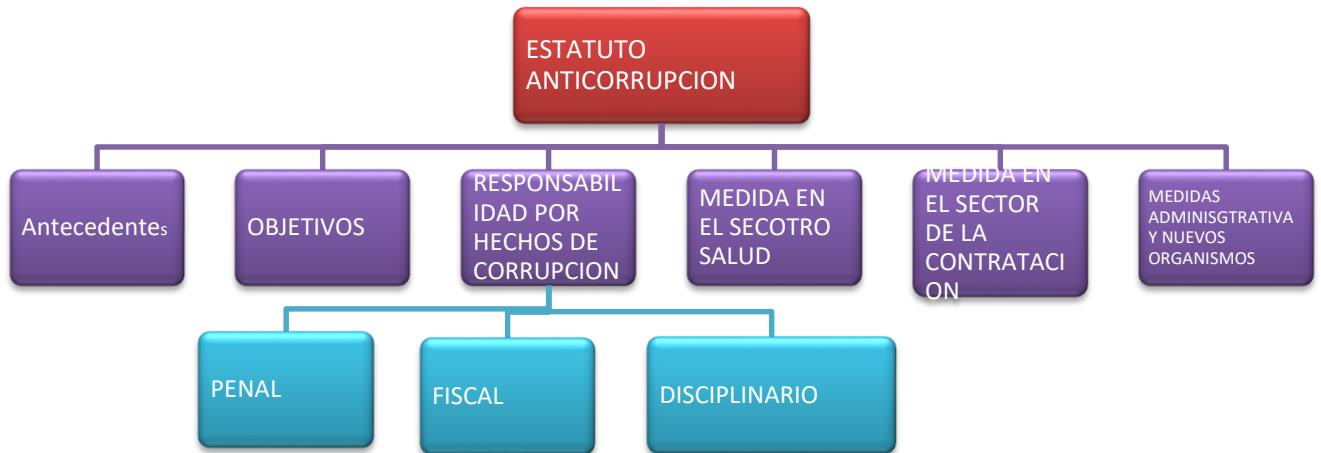 ESTATUTO
ANTICORRUPCION
Antecedentes
OBJETIVOS
RESPONSABIL
IDAD POR
HECHOS DE
CORRUPCION
MEDIDA EN
EL SECOTRO
SALUD
MEDIDA EN
EL SECTOR
DE LA
CONTRATACI
ON
MEDIDAS
ADMINISGTRATIVA
Y NUEVOS
ORGANISMOS
PENAL
FISCAL
DISCIPLINARIO